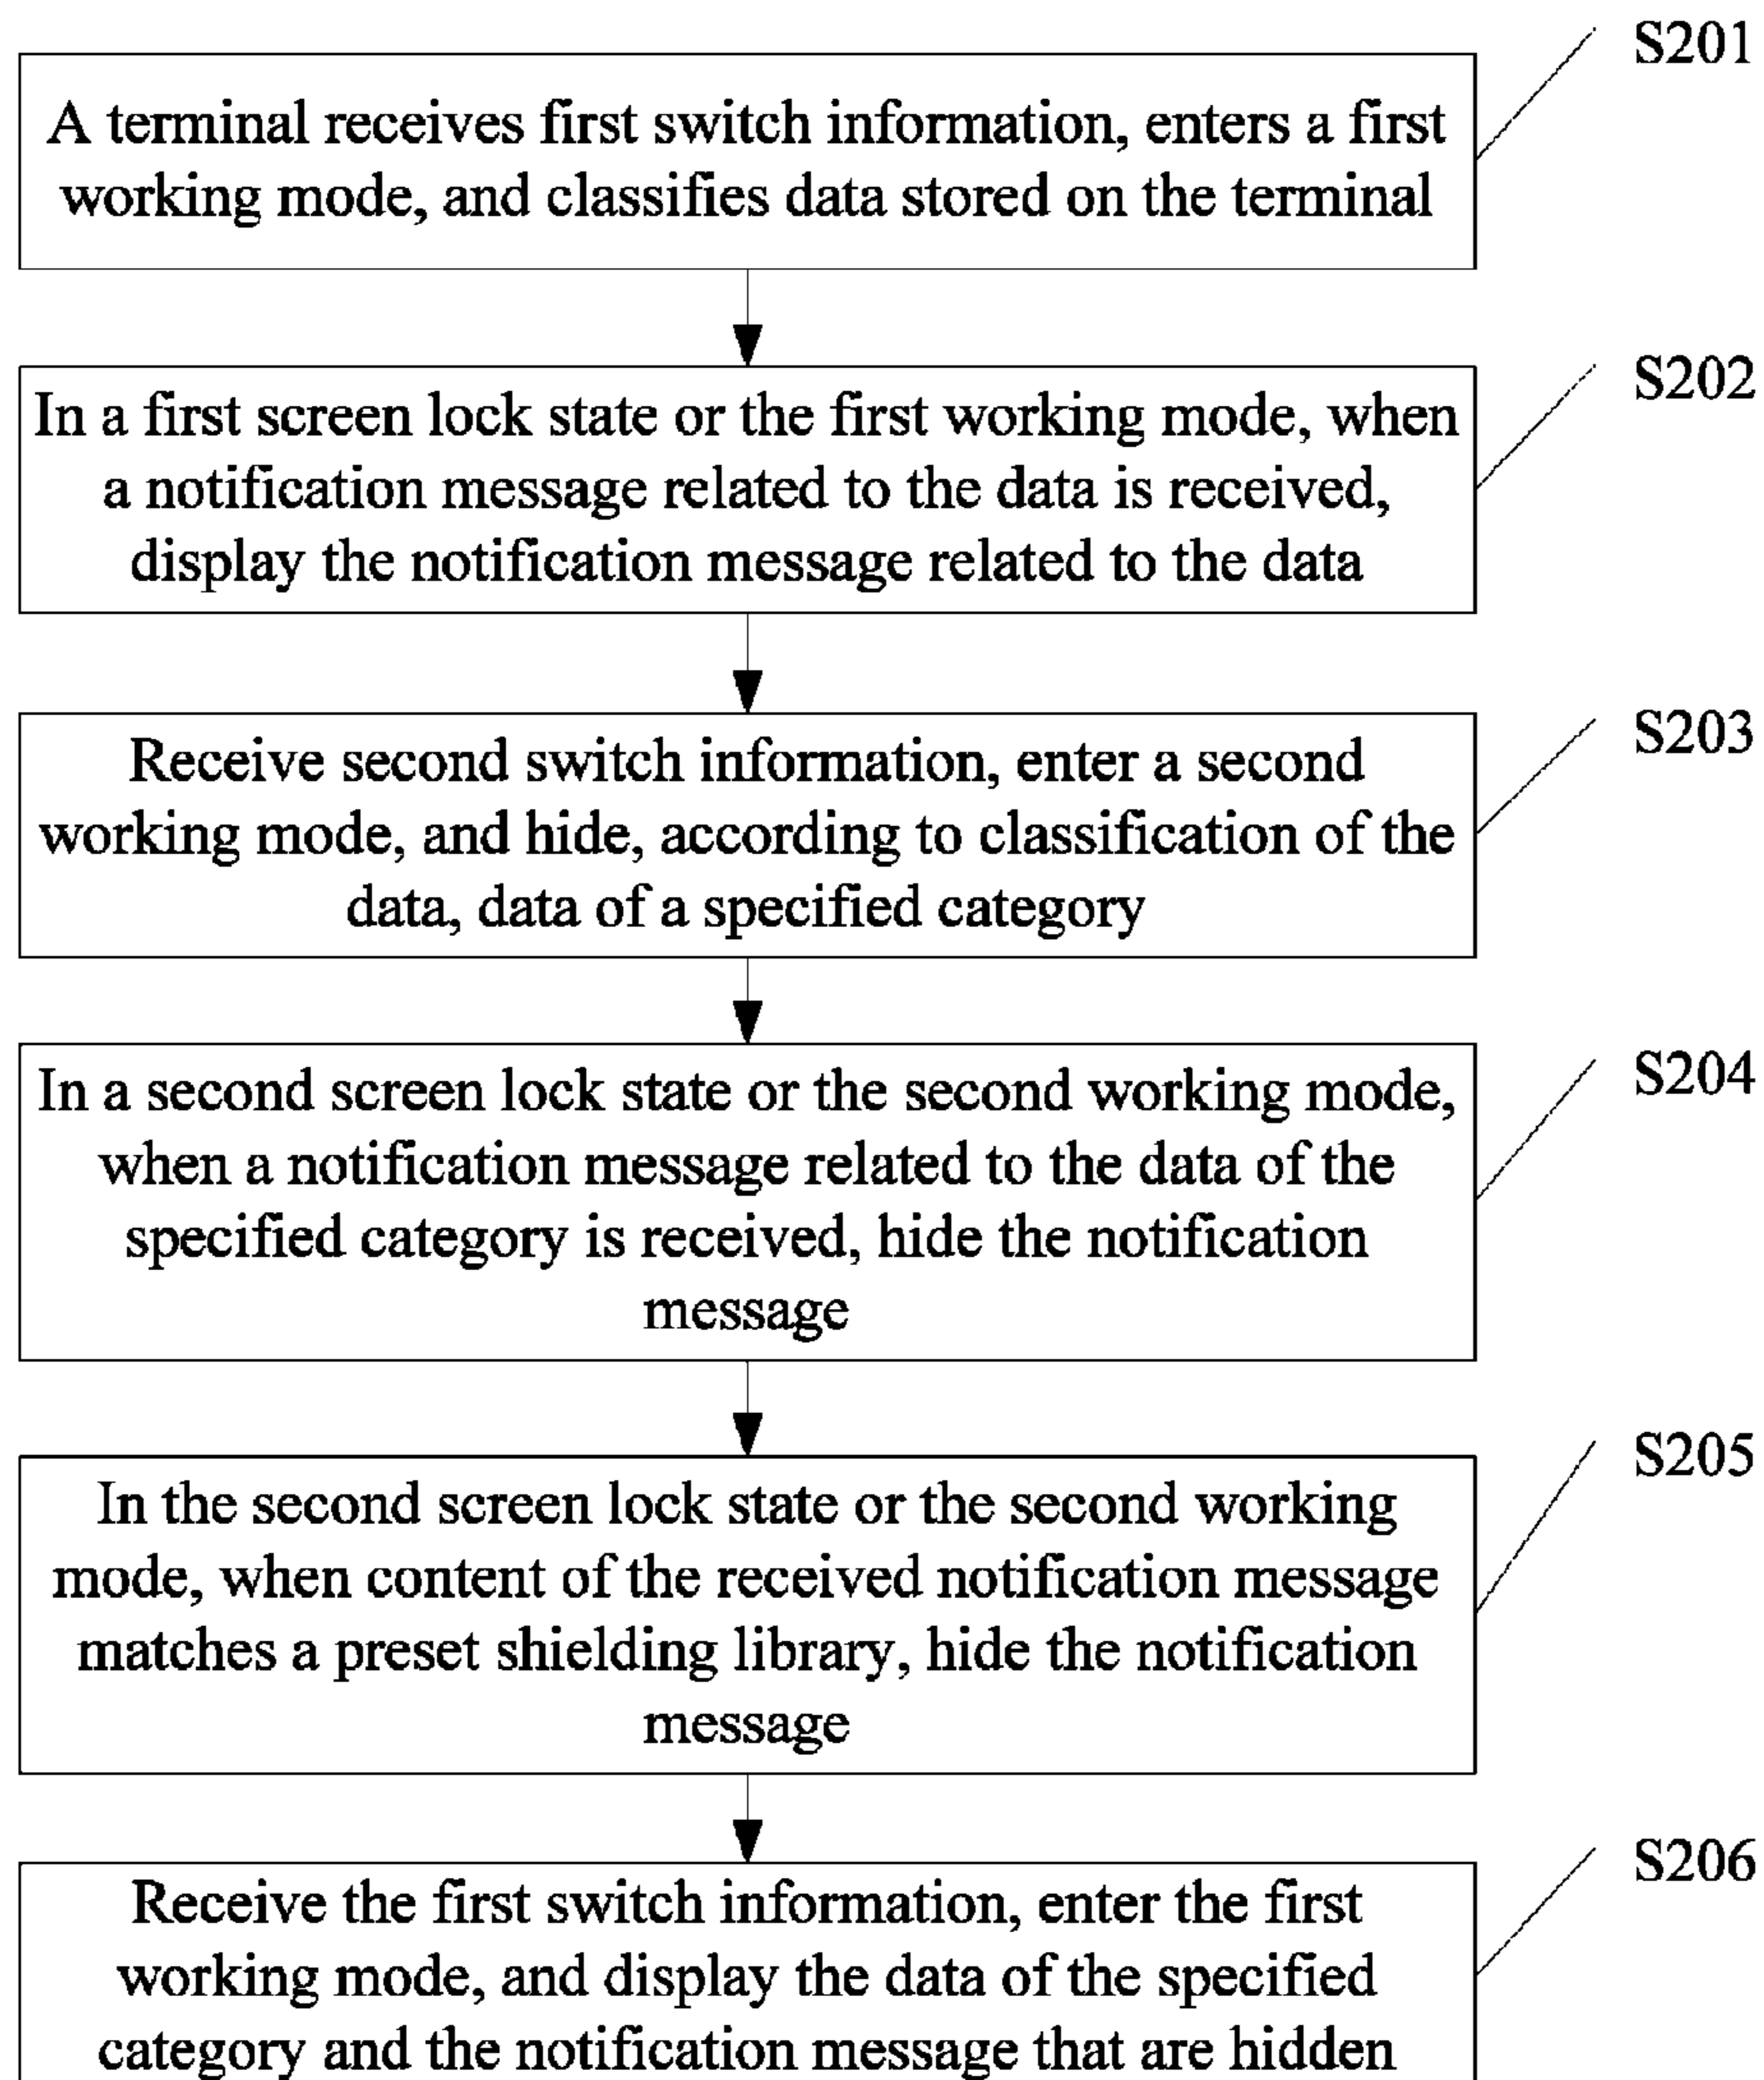 S201
A terminal receives first switch information, enters a first
working mode, and classifies data stored on the terminal
S202
In a first screen lock state or the first working mode, when
a notification message related to the data is received,
display the notification message related to the data
S203
Receive second switch information, enter a second
working mode, and hide, according to classification of the
data, data of a specified category
S204
In a second screen lock state or the second working mode,
when a notification message related to the data of the
specified category is received, hide the notification
message
S205
In the second screen lock state or the second working
mode, when content of the received notification message
matches a preset shielding library, hide the notification
message
S206
Receive the first switch information, enter the first
working mode, and display the data of the specified
category and the notification message that are hidden